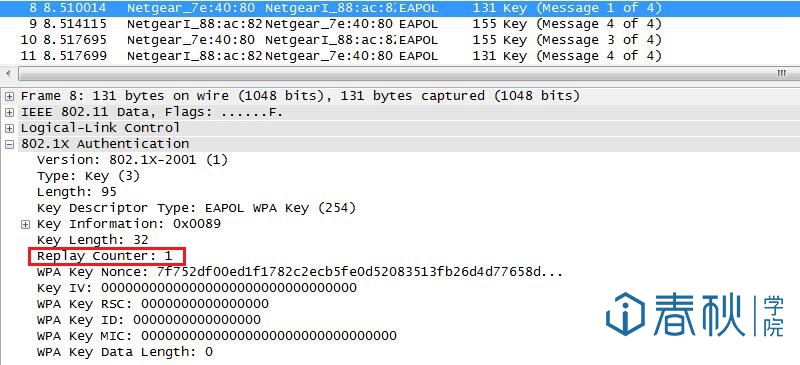 8 8.510014 Netgear_7e:40:80 NetgearI_88:ac:82 EAPOL 131 Key (Message 1 of 4)
9 8.514115 NetgearI_88:ac:82 Netgear_7e:40:80 EAPOL 155 Key (Message 4 of 4)
10 8.517695 Netgear_7e:40:80 NetgearI_88:ac:82 EAPOL 155 Key (Message 3 of 4)
11 8.517699 NetgearI_88:ac:82 Netgear_7e:40:80 EAPOL 131 Key (Message 4 of 4)
Frame 8: 131 bytes on wire (1048 bits), 131 bytes captured (1048 bits)
IEEE 802.11 Data, Flags: ......F.
Logical-Link Control
802.1X Authentication
Version: 802.1X-2001 (1)
Type: Key (3)
Length: 95
Key Descriptor Type: EAPOL WPA Key (254)
Key Information: 0x0089
Key Length: 32
Replay Counter: 1
WPA Key Nonce: 7f752df00ed1f1782c2ecb5fe0d52083513fb26d4d77658d...
Key IV: 00000000000000000000000000000000
WPA Key RSC: 0000000000000000
WPA Key ID: 0000000000000000
WPA Key MIC: 00000000000000000000000000000000
WPA Key Data Length: 0
春秋学院